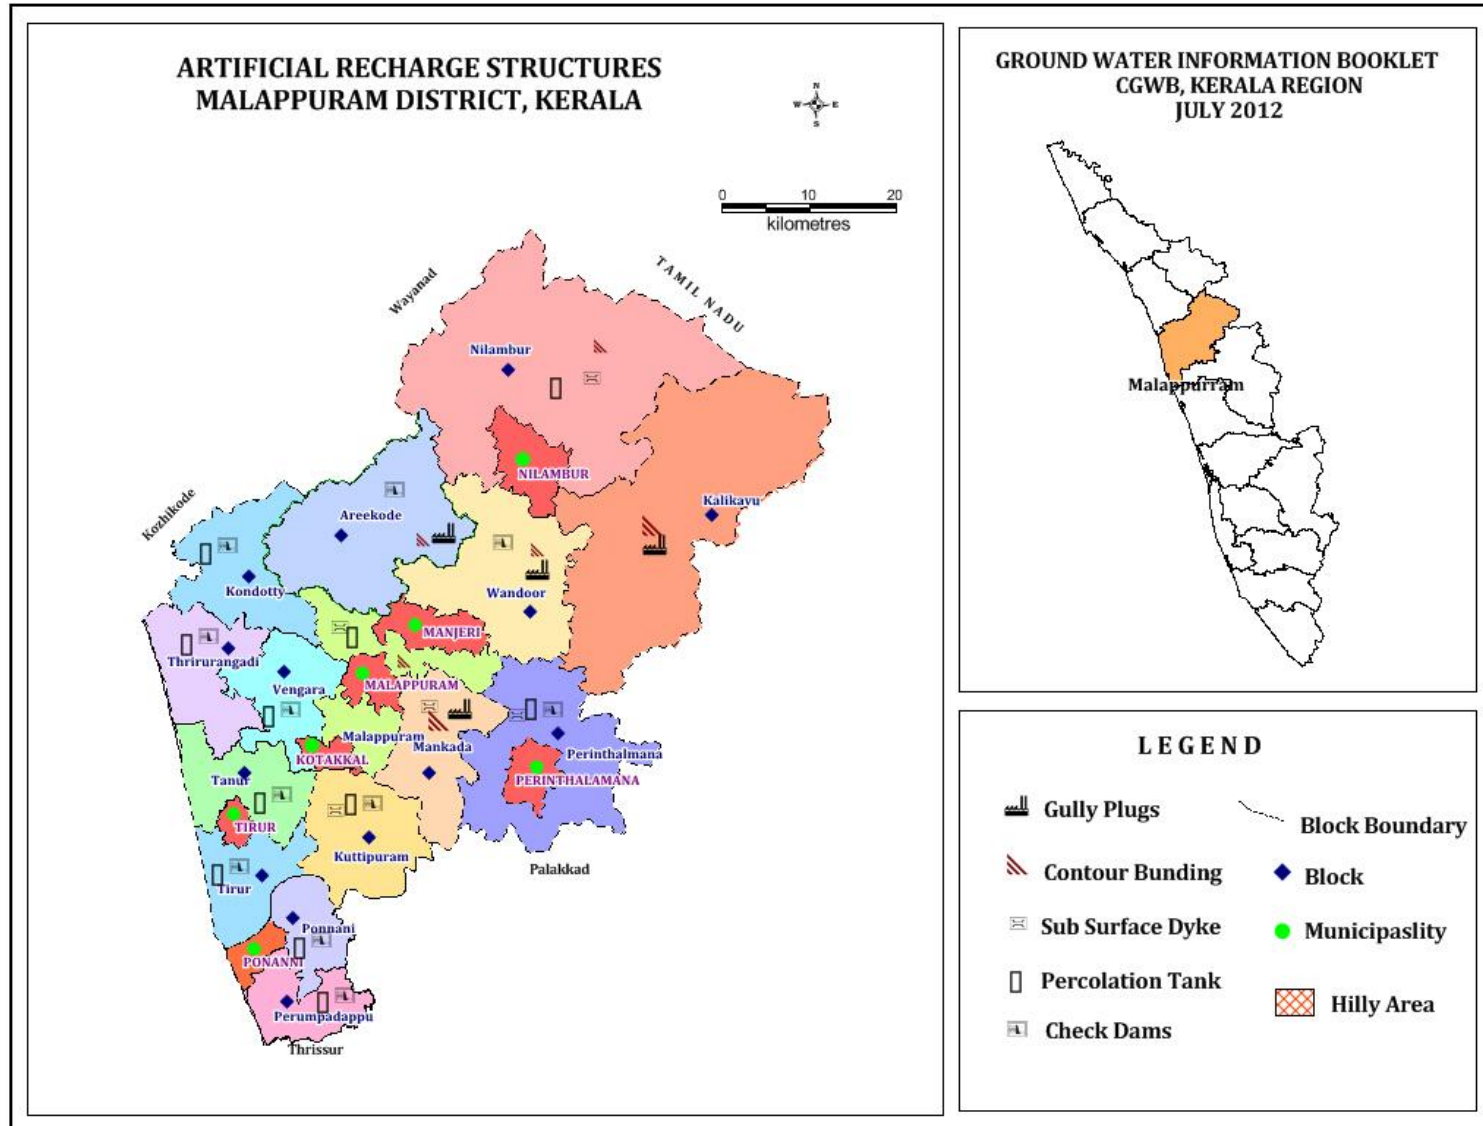 ARTIFICIAL RECHARGE STRUCTURES
MALAPPURAM DISTRICT, KERALA
N
W E
S
0 10 20
kilometres
Wayanad
TAMIL NADU
Nilambur
NILAMBUR
Kalikavu
Kozhikode
Areekode
Kondotty
Wandoor
MANJERI
Thrirurangadi
Vengara
MALAPPURAM
Malappuram
Mankada
Perinthalmana
KOTAKKAL
PERINTHALAMANA
Tanur
TIRUR
Kuttipuram
Palakkad
Tirur
Ponnani
PONANNI
Perumpadappu
Thrissur
GROUND WATER INFORMATION BOOKLET
CGWB, KERALA REGION
JULY 2012
Malappurram
LEGEND
Gully Plugs
Contour Bunding
Sub Surface Dyke
Percolation Tank
Check Dams
Block Boundary
Block
Municipaslity
Hilly Area